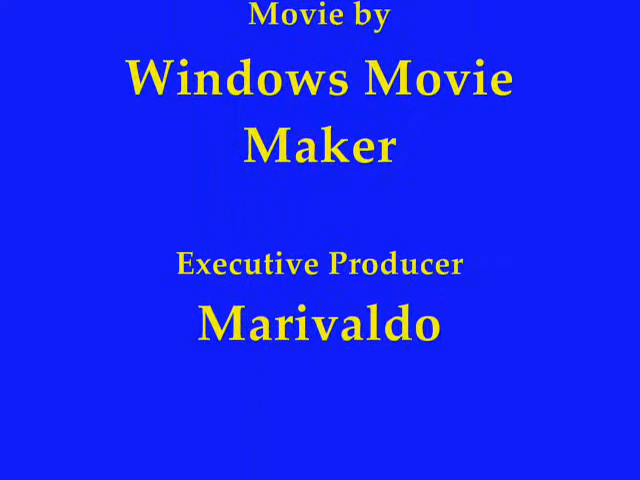 Movie by
Windows Movie
Maker
Executive Producer
Marivaldo